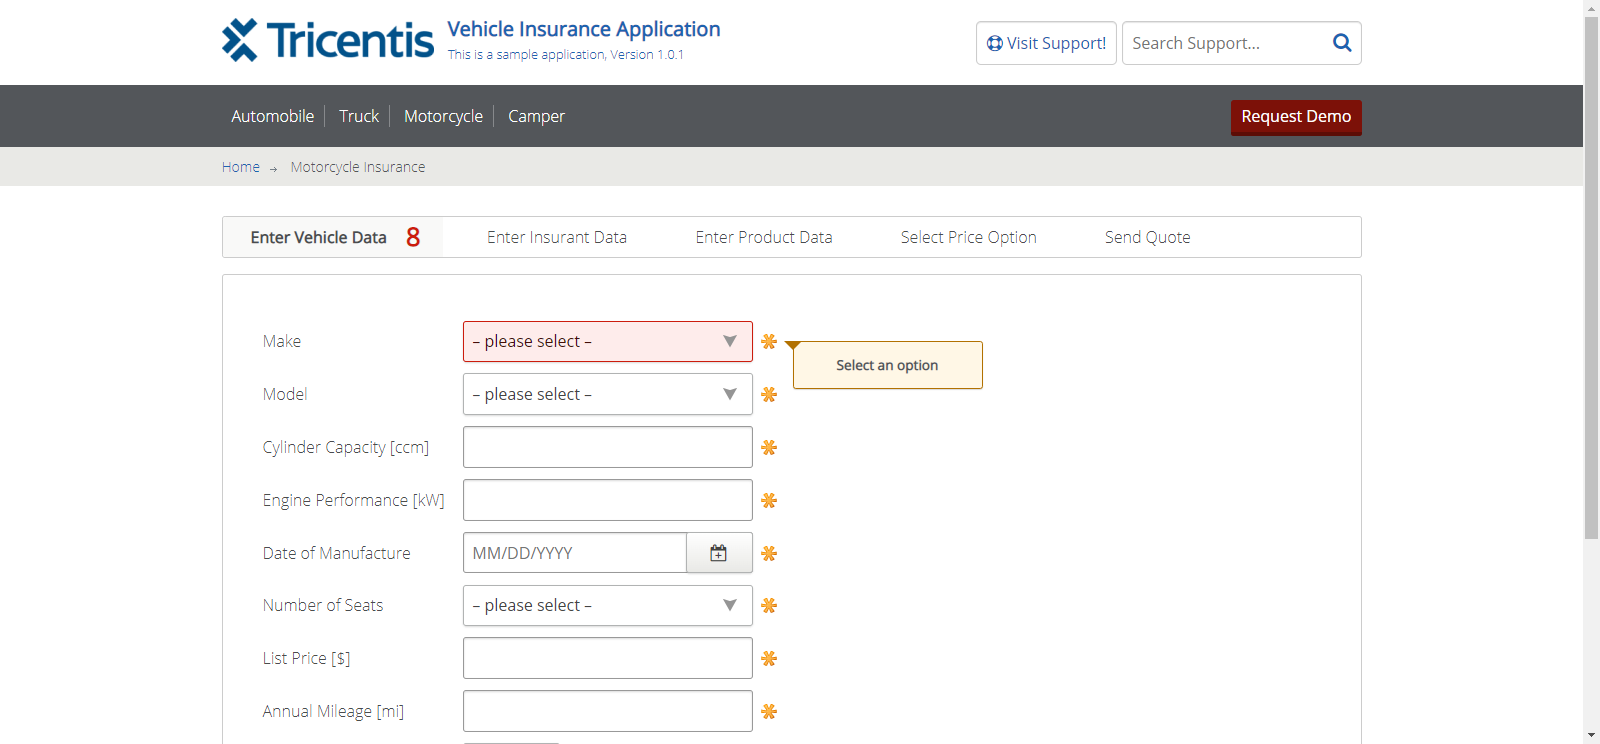 Tricentis
Vehicle Insurance Application
This is a sample application, Version 1.0.1
Visit Support!
Search Support...
Automobile
Truck
Motorcycle
Camper
Request Demo
Home → Motorcycle Insurance
Enter Vehicle Data 8
Enter Insurant Data
Enter Product Data
Select Price Option
Send Quote
Make
– please select –
Select an option
Model
– please select –
Cylinder Capacity [ccm]
Engine Performance [kW]
Date of Manufacture
MM/DD/YYYY
Number of Seats
– please select –
List Price [$]
Annual Mileage [mi]